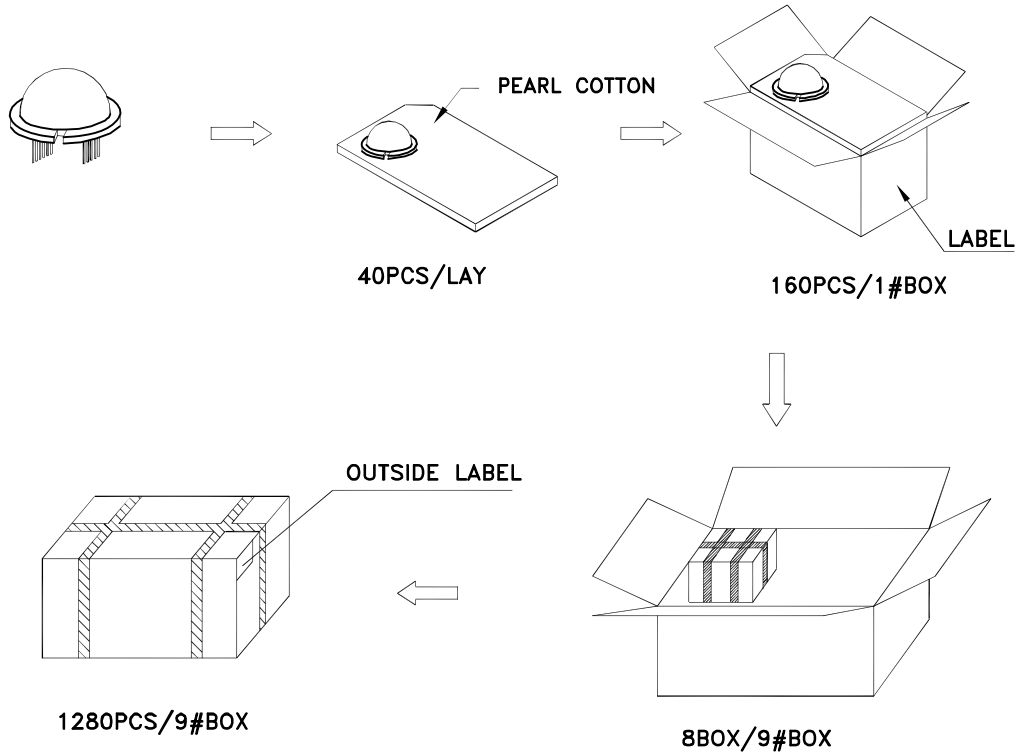 PEARL COTTON
LABEL
40PCS/LAY
160PCS/1#BOX
OUTSIDE LABEL
1280PCS/9#BOX
8BOX/9#BOX